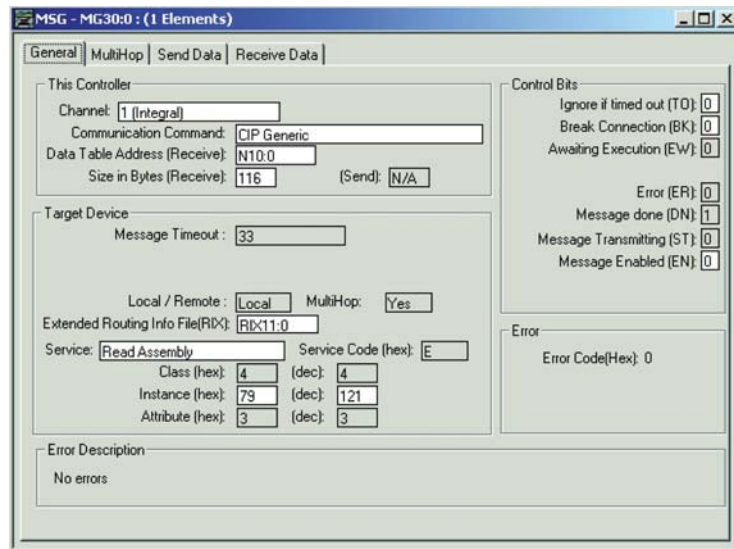 MSG - MG30:0 : (1 Elements)
General MultiHop Send Data Receive Data
This Controller
Channel: 1 (Integral)
Communication Command: CIP Generic
Data Table Address (Receive): N10:0
Size in Bytes (Receive): 116 (Send): N/A
Target Device
Message Timeout : 33
Local / Remote : Local MultiHop: Yes
Extended Routing Info File(RIX): RIX11:0
Service: Read Assembly Service Code (hex): E
Class (hex): 4 (dec): 4
Instance (hex): 79 (dec): 121
Attribute (hex): 3 (dec): 3
Control Bits
Ignore if timed out (TO): 0
Break Connection (BK): 0
Awaiting Execution (EW): 0
Error (ER): 0
Message done (DN): 1
Message Transmitting (ST): 0
Message Enabled (EN): 0
Error
Error Code(Hex): 0
Error Description
No errors